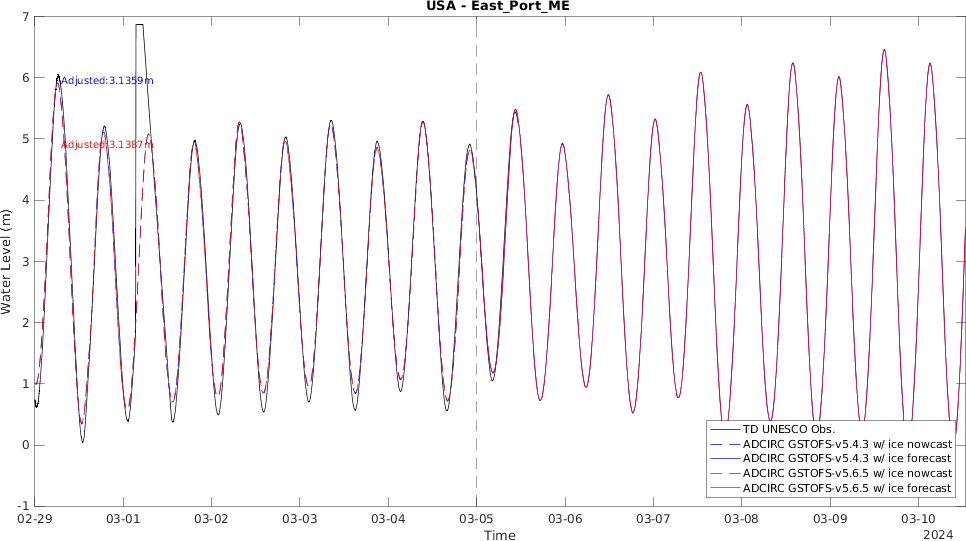 USA - East_Port_ME
7
6
5
4
3
2
1
0
-1
Water Level (m)
Adjusted:3.1359m
Adjusted:3.1387m
TD UNESCO Obs.
ADCIRC GSTOFS-v5.4.3 w/ ice nowcast
ADCIRC GSTOFS-v5.4.3 w/ ice forecast
ADCIRC GSTOFS-v5.6.5 w/ ice nowcast
ADCIRC GSTOFS-v5.6.5 w/ ice forecast
02-29 03-01 03-02 03-03 03-04 03-05 03-06 03-07 03-08 03-09 03-10
Time
2024